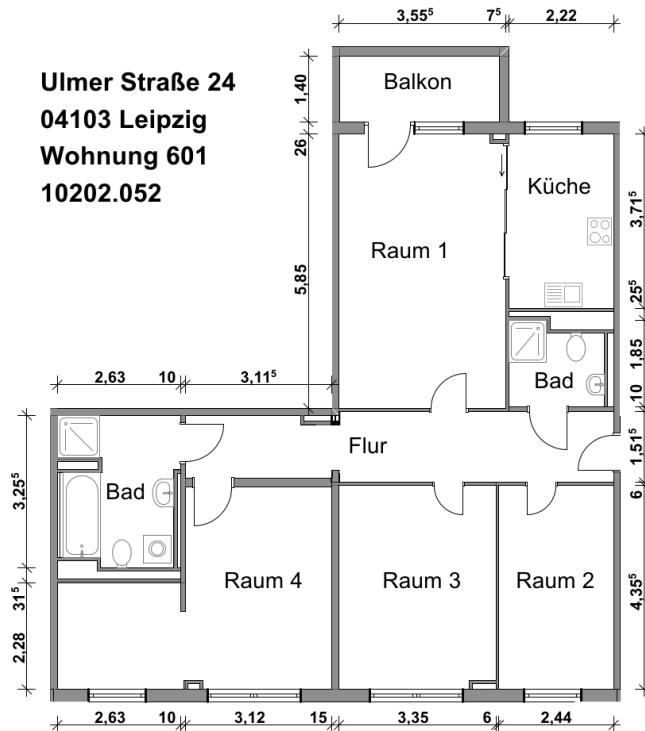 3,55⁵ 7⁵ 2,22
Ulmer Straße 24
04103 Leipzig
Wohnung 601
10202.052
1,40
Balkon
26
Küche
3,71⁵
Raum 1
5,85
25⁵
1,85
Bad
10
2,63 10 3,11⁵
Flur
1,51⁵
6
3,25⁵
Bad
Raum 4
Raum 3
Raum 2
4,35⁵
31⁵
2,28
2,63 10 3,12 15 3,35 6 2,44